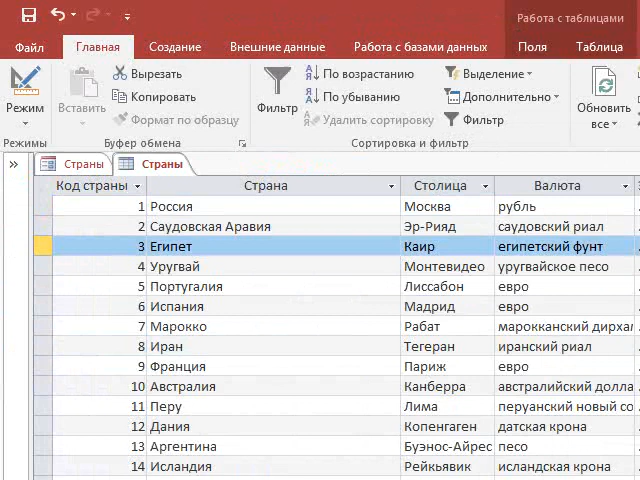 Работа с таблицами
Файл Главная Создание Внешние данные Работа с базами данных Поля Таблица
Режим
Режимы
Вставить
Вырезать
Копировать
Формат по образцу
Буфер обмена
Фильтр
По возрастанию
По убыванию
Удалить сортировку
Выделение
Дополнительно
Фильтр
Сортировка и фильтр
Обновить
все
Страны Страны
Код страны Страна Столица Валюта
1 Россия Москва рубль
2 Саудовская Аравия Эр-Рияд саудовский риал
3 Египет Каир египетский фунт
4 Уругвай Монтевидео уругвайское песо
5 Португалия Лиссабон евро
6 Испания Мадрид евро
7 Марокко Рабат марокканский дирхам
8 Иран Тегеран иранский риал
9 Франция Париж евро
10 Австралия Канберра австралийский долла
11 Перу Лима перуанский новый со
12 Дания Копенгаген датская крона
13 Аргентина Буэнос-Айрес песо
14 Исландия Рейкьявик исландская крона